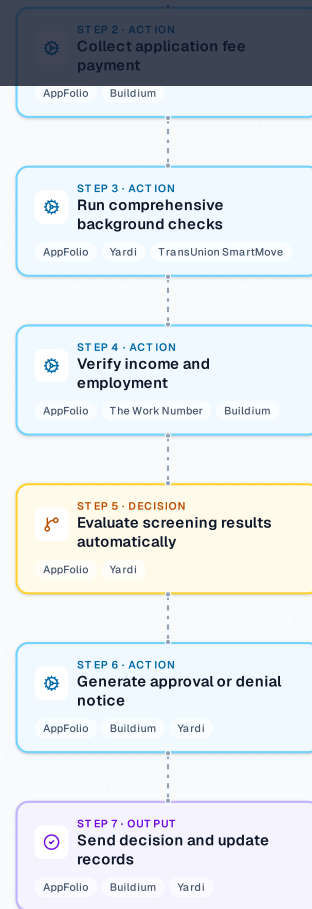 STEP 2 · ACTION
Collect application fee
payment
AppFolio Buildium
STEP 3 · ACTION
Run comprehensive
background checks
AppFolio Yardi TransUnion SmartMove
STEP 4 · ACTION
Verify income and
employment
AppFolio The Work Number Buildium
STEP 5 · DECISION
Evaluate screening results
automatically
AppFolio Yardi
STEP 6 · ACTION
Generate approval or denial
notice
AppFolio Buildium Yardi
STEP 7 · OUTPUT
Send decision and update
records
AppFolio Buildium Yardi